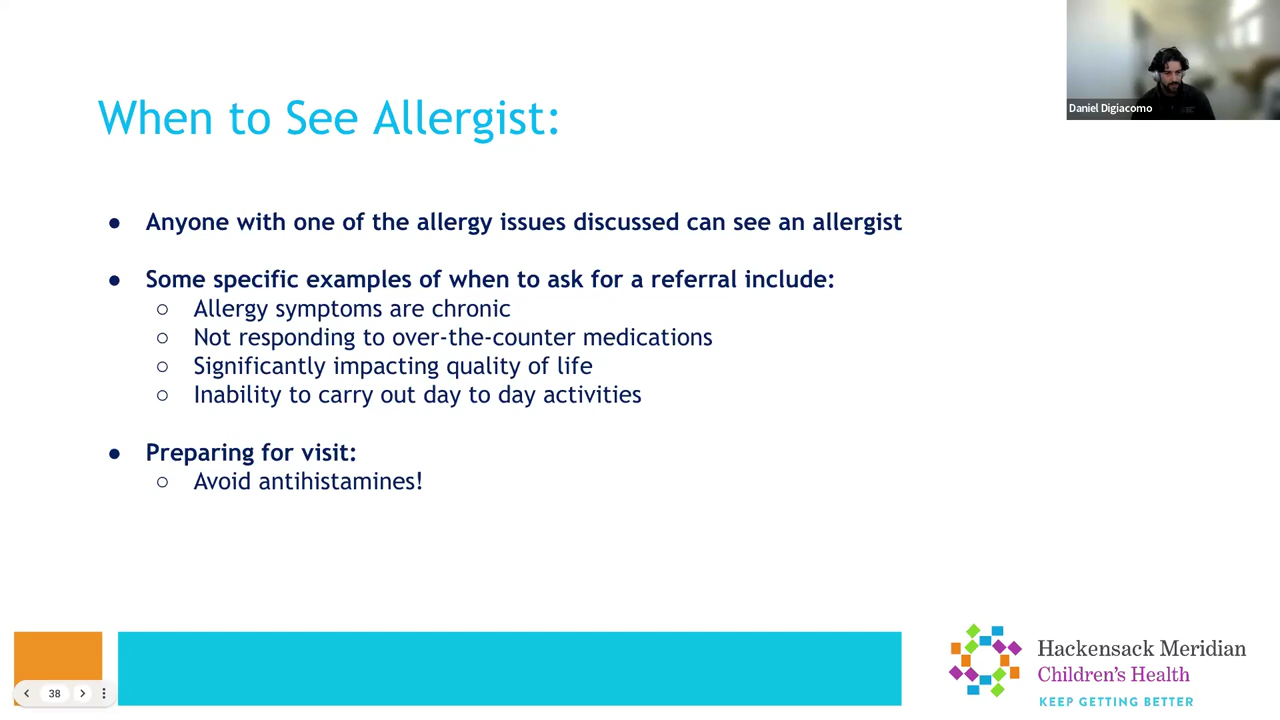 When to See Allergist:
Daniel Digiacomo
● Anyone with one of the allergy issues discussed can see an allergist
● Some specific examples of when to ask for a referral include:
○ Allergy symptoms are chronic
○ Not responding to over-the-counter medications
○ Significantly impacting quality of life
○ Inability to carry out day to day activities
● Preparing for visit:
○ Avoid antihistamines!
38
Hackensack Meridian
Children's Health
KEEP GETTING BETTER